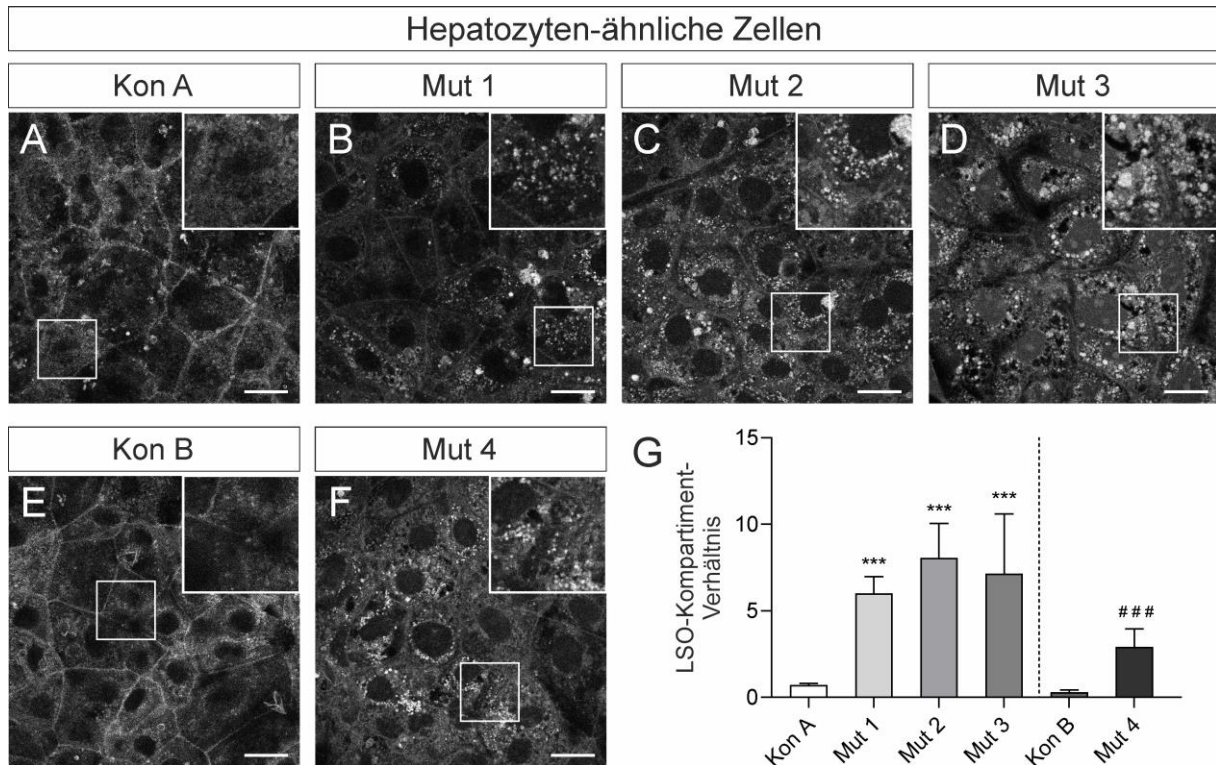 Hepatozyten-ähnliche Zellen
Kon A
Mut 1
Mut 2
Mut 3
A
B
C
D
Kon B
Mut 4
E
F
G
LSO-Kompartiment-
Verhältnis
15
10
5
0
***
***
***
###
Kon A
Mut 1
Mut 2
Mut 3
Kon B
Mut 4